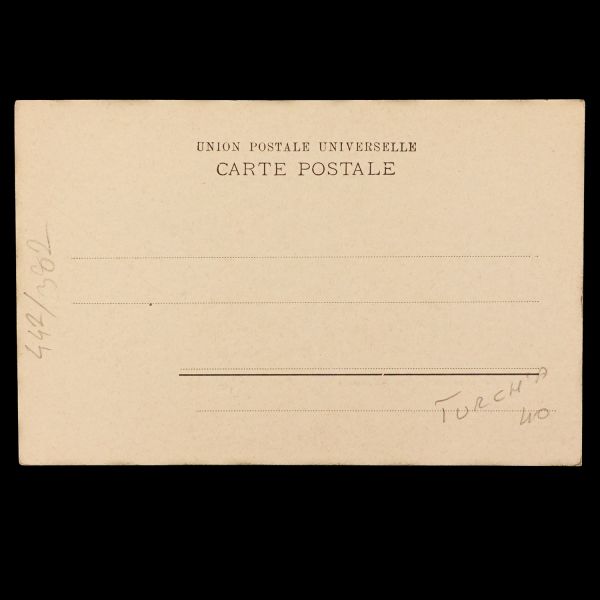 UNION POSTALE UNIVERSELLE
CARTE POSTALE
442/382
TURCHIA
40